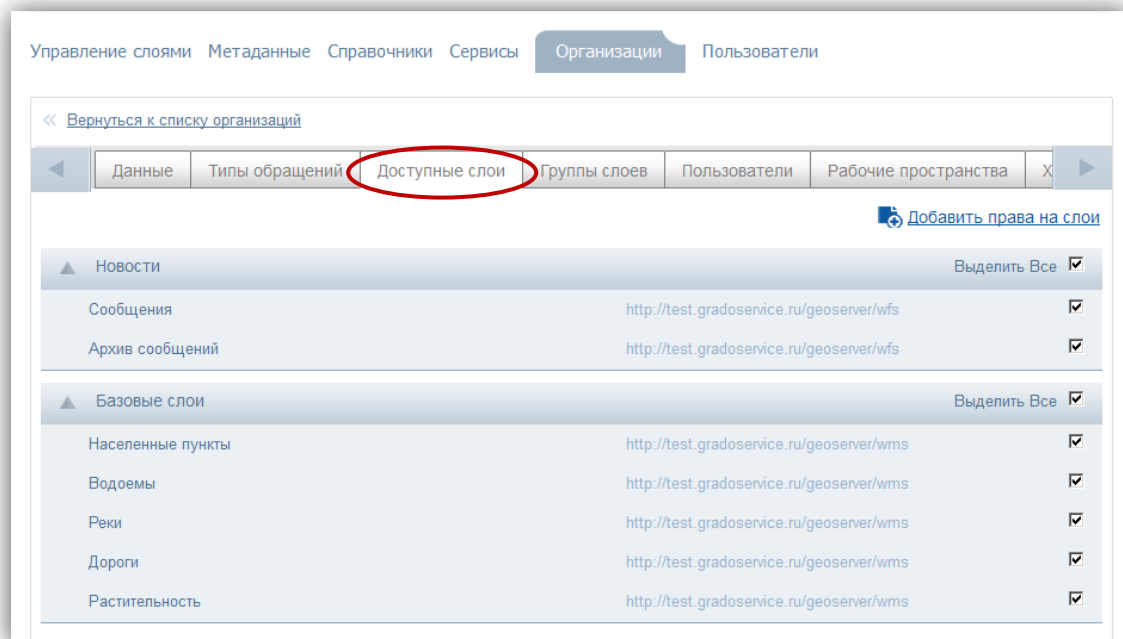 Управление слоями Метаданные Справочники Сервисы Организации Пользователи
« Вернуться к списку организаций
Данные Типы обращений Доступные слои Группы слоев Пользователи Рабочие пространства Х
Добавить права на слои
Новости Выделить Все
Сообщения http://test.gradoservice.ru/geoserver/wfs
Архив сообщений http://test.gradoservice.ru/geoserver/wfs
Базовые слои Выделить Все
Населенные пункты http://test.gradoservice.ru/geoserver/wms
Водоемы http://test.gradoservice.ru/geoserver/wms
Реки http://test.gradoservice.ru/geoserver/wms
Дороги http://test.gradoservice.ru/geoserver/wms
Растительность http://test.gradoservice.ru/geoserver/wms